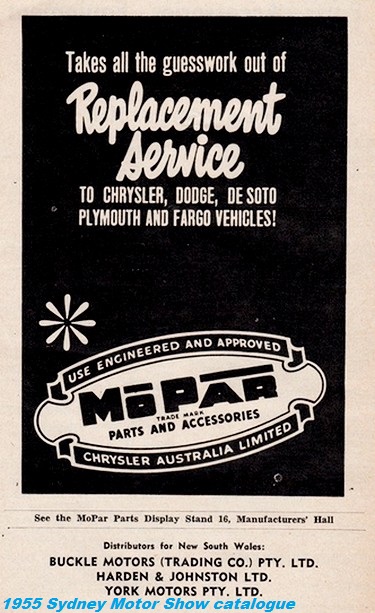 Takes all the guesswork out of
Replacement
Service
TO CHRYSLER, DODGE, DE SOTO
PLYMOUTH AND FARGO VEHICLES!
USE ENGINEERED AND APPROVED
MOPAR
TRADE MARK
PARTS AND ACCESSORIES
CHRYSLER AUSTRALIA LIMITED
See the MoPar Parts Display Stand 16, Manufacturers' Hall
Distributors for New South Wales:
BUCKLE MOTORS (TRADING CO.) PTY. LTD.
HARDEN & JOHNSTON LTD.
YORK MOTORS PTY. LTD.
1955 Sydney Motor Show catalogue